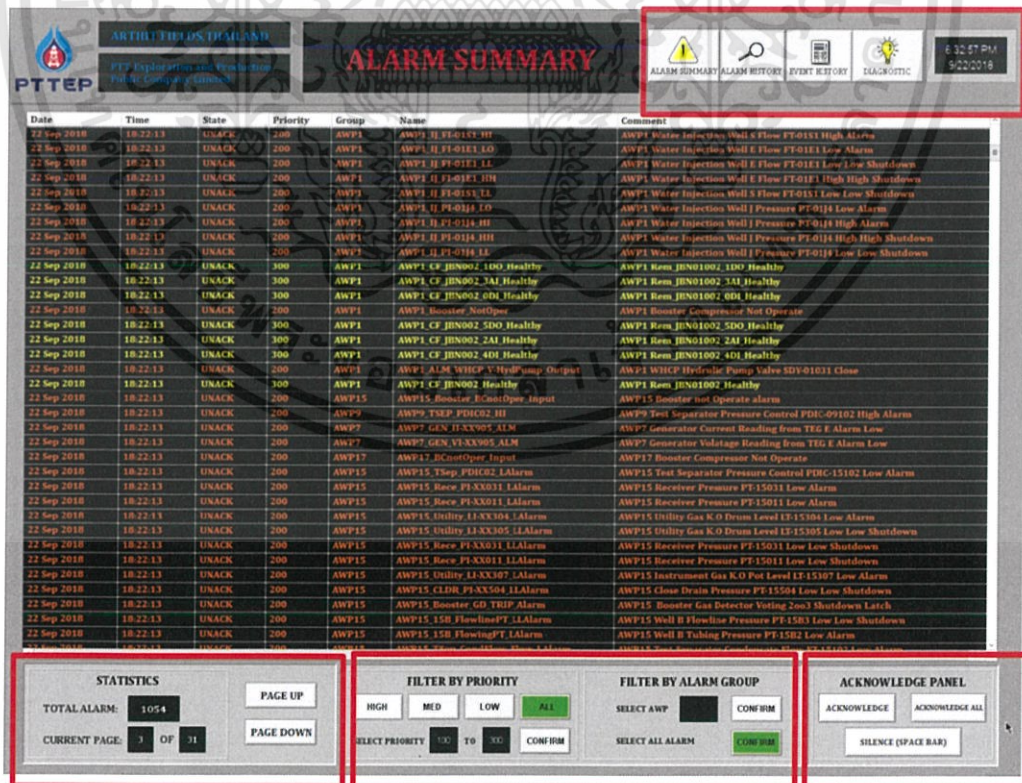 ARTHIT FIELDS, THAILAND
PTT Exploration and Production
Public Company Limited
PTTEP
ALARM SUMMARY
ALARM SUMMARY ALARM HISTORY EVENT HISTORY DIAGNOSTIC
6:32:57 PM
9/22/2018
Date Time State Priority Group Name Comment
22 Sep 2018 18:22:13 UNACK 200 AWP1 AWP1_IJ_FI-01S1_HI AWP1 Water Injection Well S Flow FT-01S1 High Alarm
22 Sep 2018 18:22:13 UNACK 200 AWP1 AWP1_IJ_FI-01E1_LO AWP1 Water Injection Well E Flow FT-01E1 Low Alarm
22 Sep 2018 18:22:13 UNACK 200 AWP1 AWP1_IJ_FI-01E1_LL AWP1 Water Injection Well E Flow FT-01E1 Low Low Shutdown
22 Sep 2018 18:22:13 UNACK 200 AWP1 AWP1_IJ_FI-01E1_HH AWP1 Water Injection Well E Flow FT-01E1 High High Shutdown
22 Sep 2018 18:22:13 UNACK 200 AWP1 AWP1_IJ_FI-01S1_LL AWP1 Water Injection Well S Flow FT-01S1 Low Low Shutdown
22 Sep 2018 18:22:13 UNACK 200 AWP1 AWP1_IJ_PI-01J4_LO AWP1 Water Injection Well J Pressure PT-01J4 Low Alarm
22 Sep 2018 18:22:13 UNACK 200 AWP1 AWP1_IJ_PI-01J4_HI AWP1 Water Injection Well J Pressure PT-01J4 High Alarm
22 Sep 2018 18:22:13 UNACK 200 AWP1 AWP1_IJ_PI-01J4_HH AWP1 Water Injection Well J Pressure PT-01J4 High High Shutdown
22 Sep 2018 18:22:13 UNACK 200 AWP1 AWP1_IJ_PI-01J4_LL AWP1 Water Injection Well J Pressure PT-01J4 Low Low Shutdown
22 Sep 2018 18:22:13 UNACK 300 AWP1 AWP1_CF_JBN002_1DO_Healthy AWP1 Rem_JBN01002_1DO_Healthy
22 Sep 2018 18:22:13 UNACK 300 AWP1 AWP1_CF_JBN002_3AI_Healthy AWP1 Rem_JBN01002_3AI_Healthy
22 Sep 2018 18:22:13 UNACK 300 AWP1 AWP1_CF_JBN002_0DI_Healthy AWP1 Rem_JBN01002_0DI_Healthy
22 Sep 2018 18:22:13 UNACK 200 AWP1 AWP1_Booster_NotOper AWP1 Booster Compressor Not Operate
22 Sep 2018 18:22:13 UNACK 300 AWP1 AWP1_CF_JBN002_5DO_Healthy AWP1 Rem_JBN01002_5DO_Healthy
22 Sep 2018 18:22:13 UNACK 300 AWP1 AWP1_CF_JBN002_2AI_Healthy AWP1 Rem_JBN01002_2AI_Healthy
22 Sep 2018 18:22:13 UNACK 300 AWP1 AWP1_CF_JBN002_4DI_Healthy AWP1 Rem_JBN01002_4DI_Healthy
22 Sep 2018 18:22:13 UNACK 200 AWP1 AWP1_ALM_WHCP_HydPump_Output AWP1 WHCP Hydrolic Pump Valve SDY-01031 Close
22 Sep 2018 18:22:13 UNACK 300 AWP1 AWP1_CF_JBN002_Healthy AWP1 Rem_JBN01002_Healthy
22 Sep 2018 18:22:13 UNACK 200 AWP15 AWP15_Booster_BCnotOper_Input AWP15 Booster not Operate alarm
22 Sep 2018 18:22:13 UNACK 200 AWP9 AWP9_TSEP_PDIC02_HI AWP9 Test Separator Pressure Control PDIC-09102 High Alarm
22 Sep 2018 18:22:13 UNACK 200 AWP7 AWP7_GEN_II-XX905_ALM AWP7 Generator Current Reading from TEG E Alarm Low
22 Sep 2018 18:22:13 UNACK 200 AWP7 AWP7_GEN_VI-XX905_ALM AWP7 Generator Volatage Reading from TEG E Alarm Low
22 Sep 2018 18:22:13 UNACK 200 AWP17 AWP17_BCnotOper_Input AWP17 Booster Compressor Not Operate
22 Sep 2018 18:22:13 UNACK 200 AWP15 AWP15_TSep_PDIC02_LAlarm AWP15 Test Separator Pressure Control PDIC-15102 Low Alarm
22 Sep 2018 18:22:13 UNACK 200 AWP15 AWP15_Rece_PI-XX031_LAlarm AWP15 Receiver Pressure PT-15031 Low Alarm
22 Sep 2018 18:22:13 UNACK 200 AWP15 AWP15_Rece_PI-XX011_LAlarm AWP15 Receiver Pressure PT-15011 Low Alarm
22 Sep 2018 18:22:13 UNACK 200 AWP15 AWP15_Utility_LI-XX304_LAlarm AWP15 Utility Gas K.O Drum Level LT-15304 Low Alarm
22 Sep 2018 18:22:13 UNACK 200 AWP15 AWP15_Utility_LI-XX305_LLAlarm AWP15 Utility Gas K.O Drum Level LT-15305 Low Low Shutdown
22 Sep 2018 18:22:13 UNACK 200 AWP15 AWP15_Rece_PI-XX031_LLAlarm AWP15 Receiver Pressure PT-15031 Low Low Shutdown
22 Sep 2018 18:22:13 UNACK 200 AWP15 AWP15_Rece_PI-XX011_LLAlarm AWP15 Receiver Pressure PT-15011 Low Low Shutdown
22 Sep 2018 18:22:13 UNACK 200 AWP15 AWP15_Utility_LI-XX307_LAlarm AWP15 Instrument Gas K.O Pot Level LT-15307 Low Alarm
22 Sep 2018 18:22:13 UNACK 200 AWP15 AWP15_CLDR_PI-XX504_LLAlarm AWP15 Close Drain Pressure PT-15504 Low Low Shutdown
22 Sep 2018 18:22:13 UNACK 200 AWP15 AWP15_Booster_GD_TRIP_Alarm AWP15 Booster Gas Detector Voting 2oo3 Shutdown Latch
22 Sep 2018 18:22:13 UNACK 200 AWP15 AWP15_15B_FlowlinePT_LLAlarm AWP15 Well B Flowline Pressure PT-15B3 Low Low Shutdown
22 Sep 2018 18:22:13 UNACK 200 AWP15 AWP15_15B_FlowingPT_LAlarm AWP15 Well B Tubing Pressure PT-15B2 Low Alarm
STATISTICS
TOTAL ALARM: 1054
CURRENT PAGE: 3 OF 31
PAGE UP
PAGE DOWN
FILTER BY PRIORITY
HIGH MED LOW ALL
SELECT PRIORITY 100 TO 300 CONFIRM
FILTER BY ALARM GROUP
SELECT AWP CONFIRM
SELECT ALL ALARM CONFIRM
ACKNOWLEDGE PANEL
ACKNOWLEDGE ACKNOWLEDGE ALL
SILENCE (SPACE BAR)